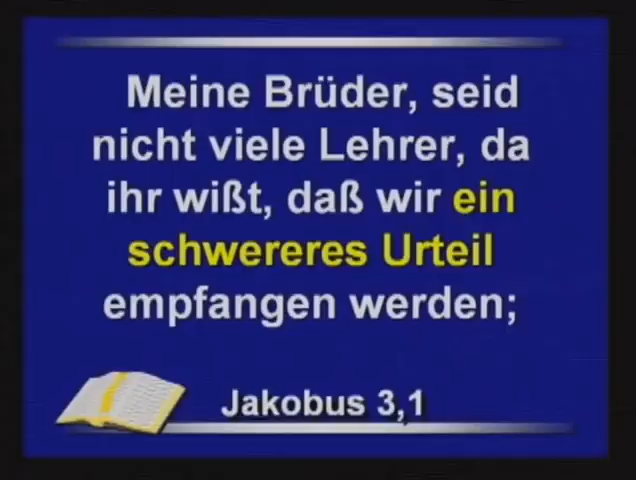 Meine Brüder, seid
nicht viele Lehrer, da
ihr wißt, daß wir ein
schwereres Urteil
empfangen werden;
Jakobus 3,1